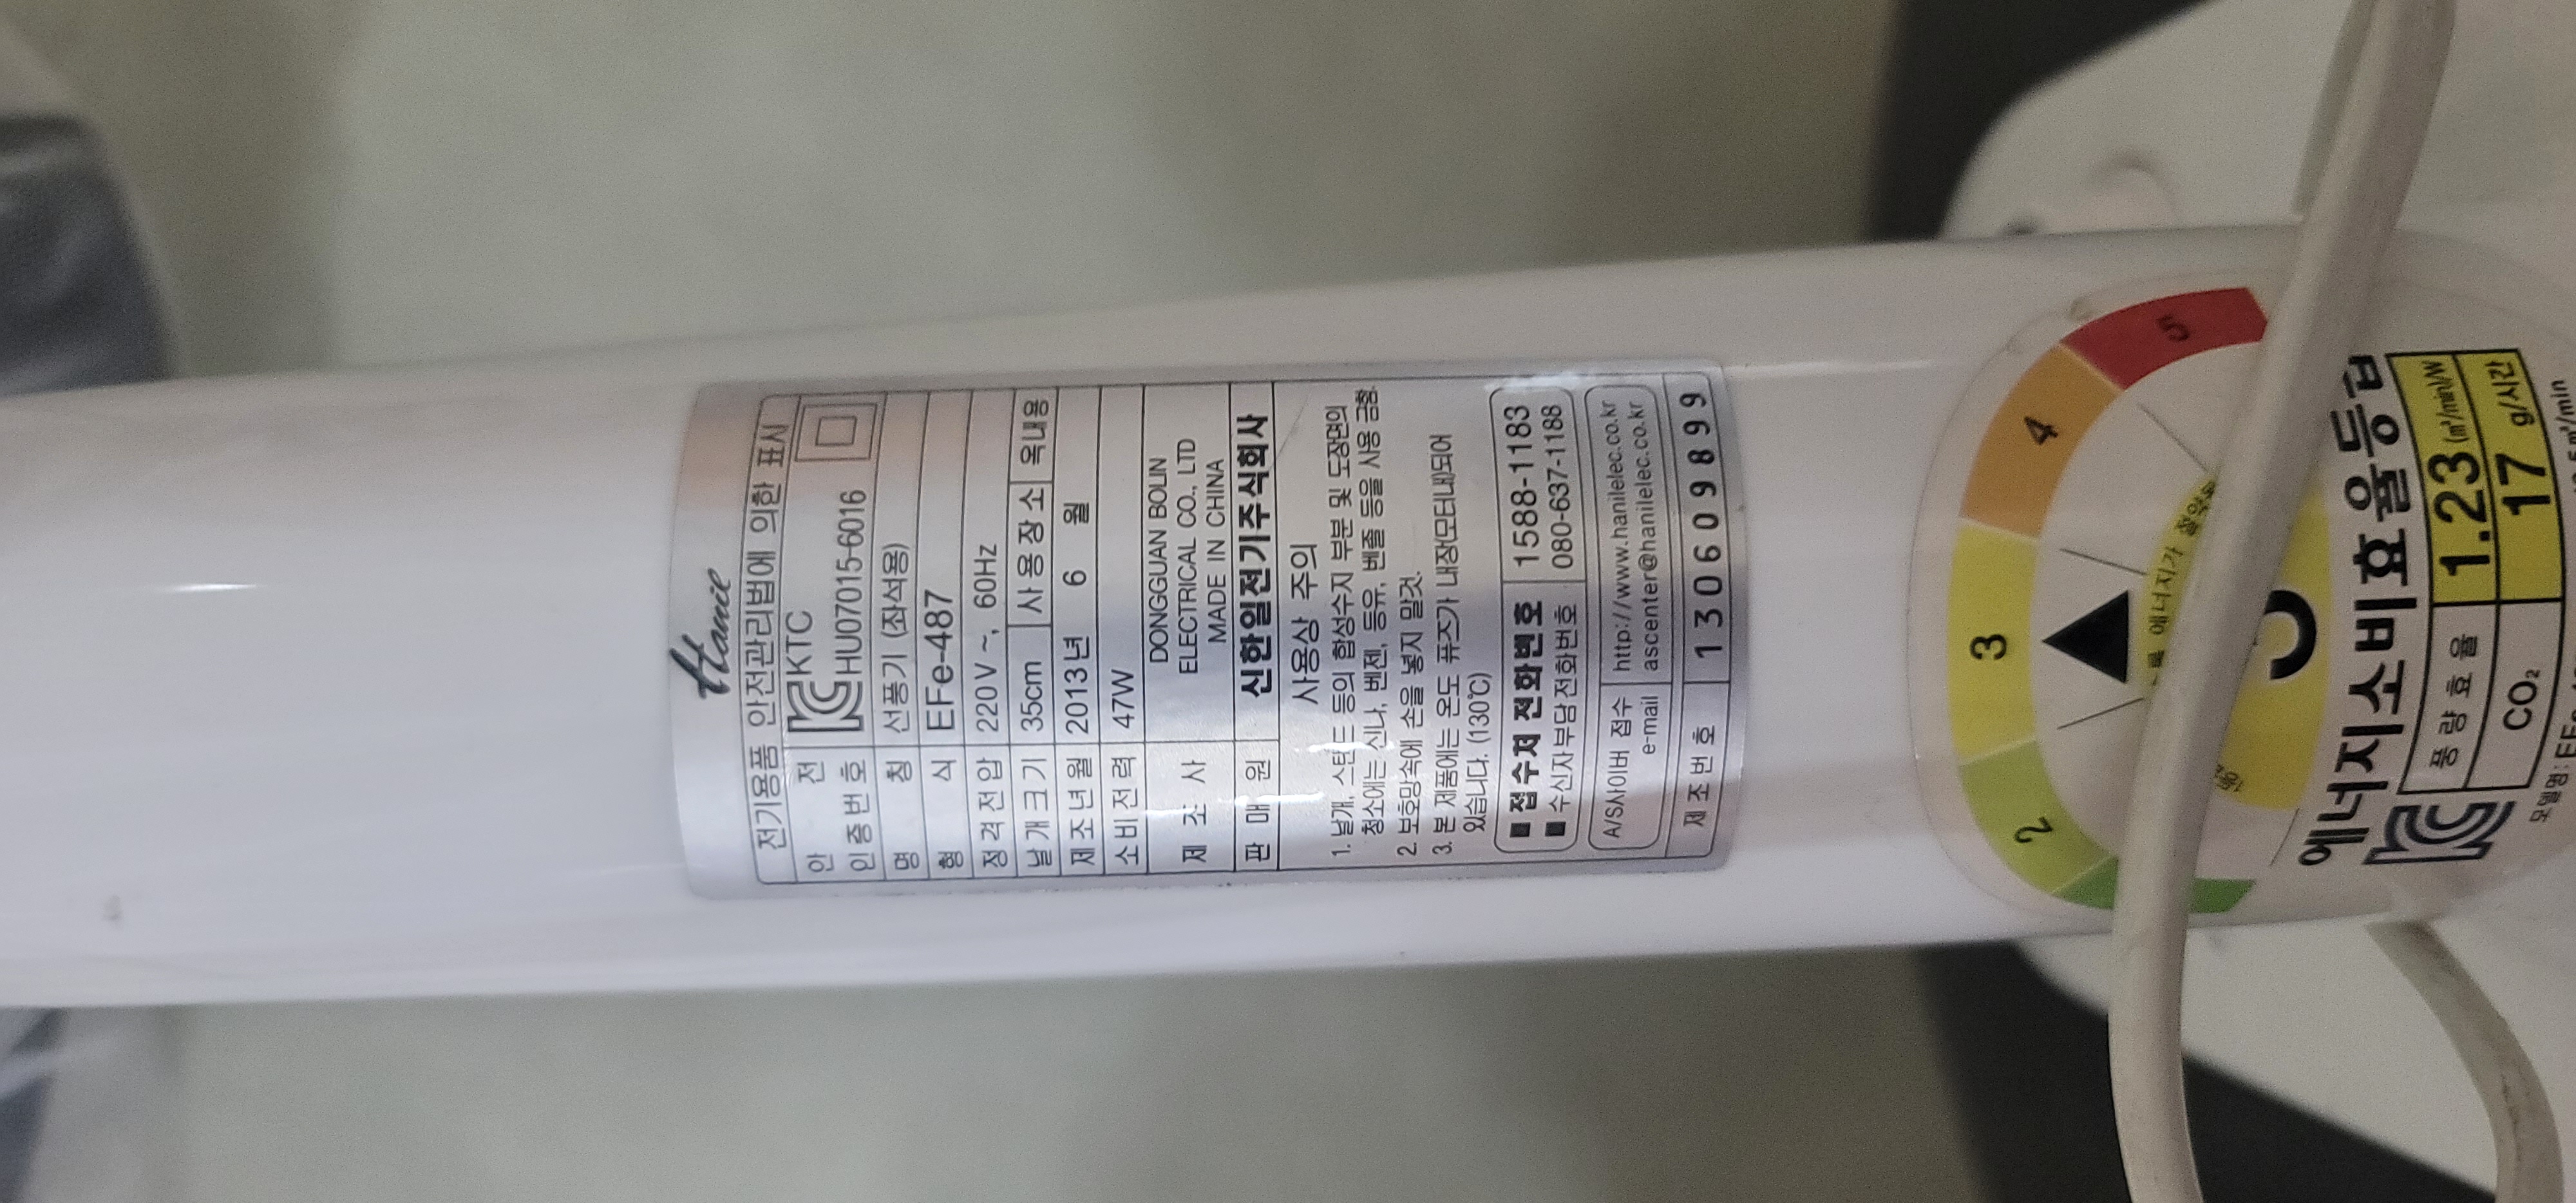 Hanil
전기용품 안전관리법에 의한 표시
안 전 인증번호 KTC HU07015-6016
명 칭 선풍기 (좌석용)
형 식 EFe-487
정격전압 220V ~, 60Hz
날개크기 35cm 사용장소 옥내용
제조년월 2013년 6 월
소비전력 47W
제 조 사 DONGGUAN BOLIN
ELECTRICAL CO., LTD
MADE IN CHINA
판 매 원 신한일전기주식회사
사용상 주의
1. 날개, 스탠드 등의 합성수지 부분 및 도장면의
청소에는 신나, 벤젠, 등유, 벤졸 등을 사용 금함.
2. 보호망속에 손을 넣지 말것.
3. 본 제품에는 온도 퓨즈가 내장(모터내)되어
있습니다. (130℃)
■ 접수처 전화번호 1588-1183
■ 수신자부담 전화번호 080-637-1188
A/S사이버 접수 http://www.hanilelec.co.kr
e-mail ascenter@hanilelec.co.kr
제조번호 130609899
2 3 4 5
에너지가 절약
에너지소비효율등급
풍량효율 1.23 (㎥/min)/W
CO₂ 17 g/시간
모델명: